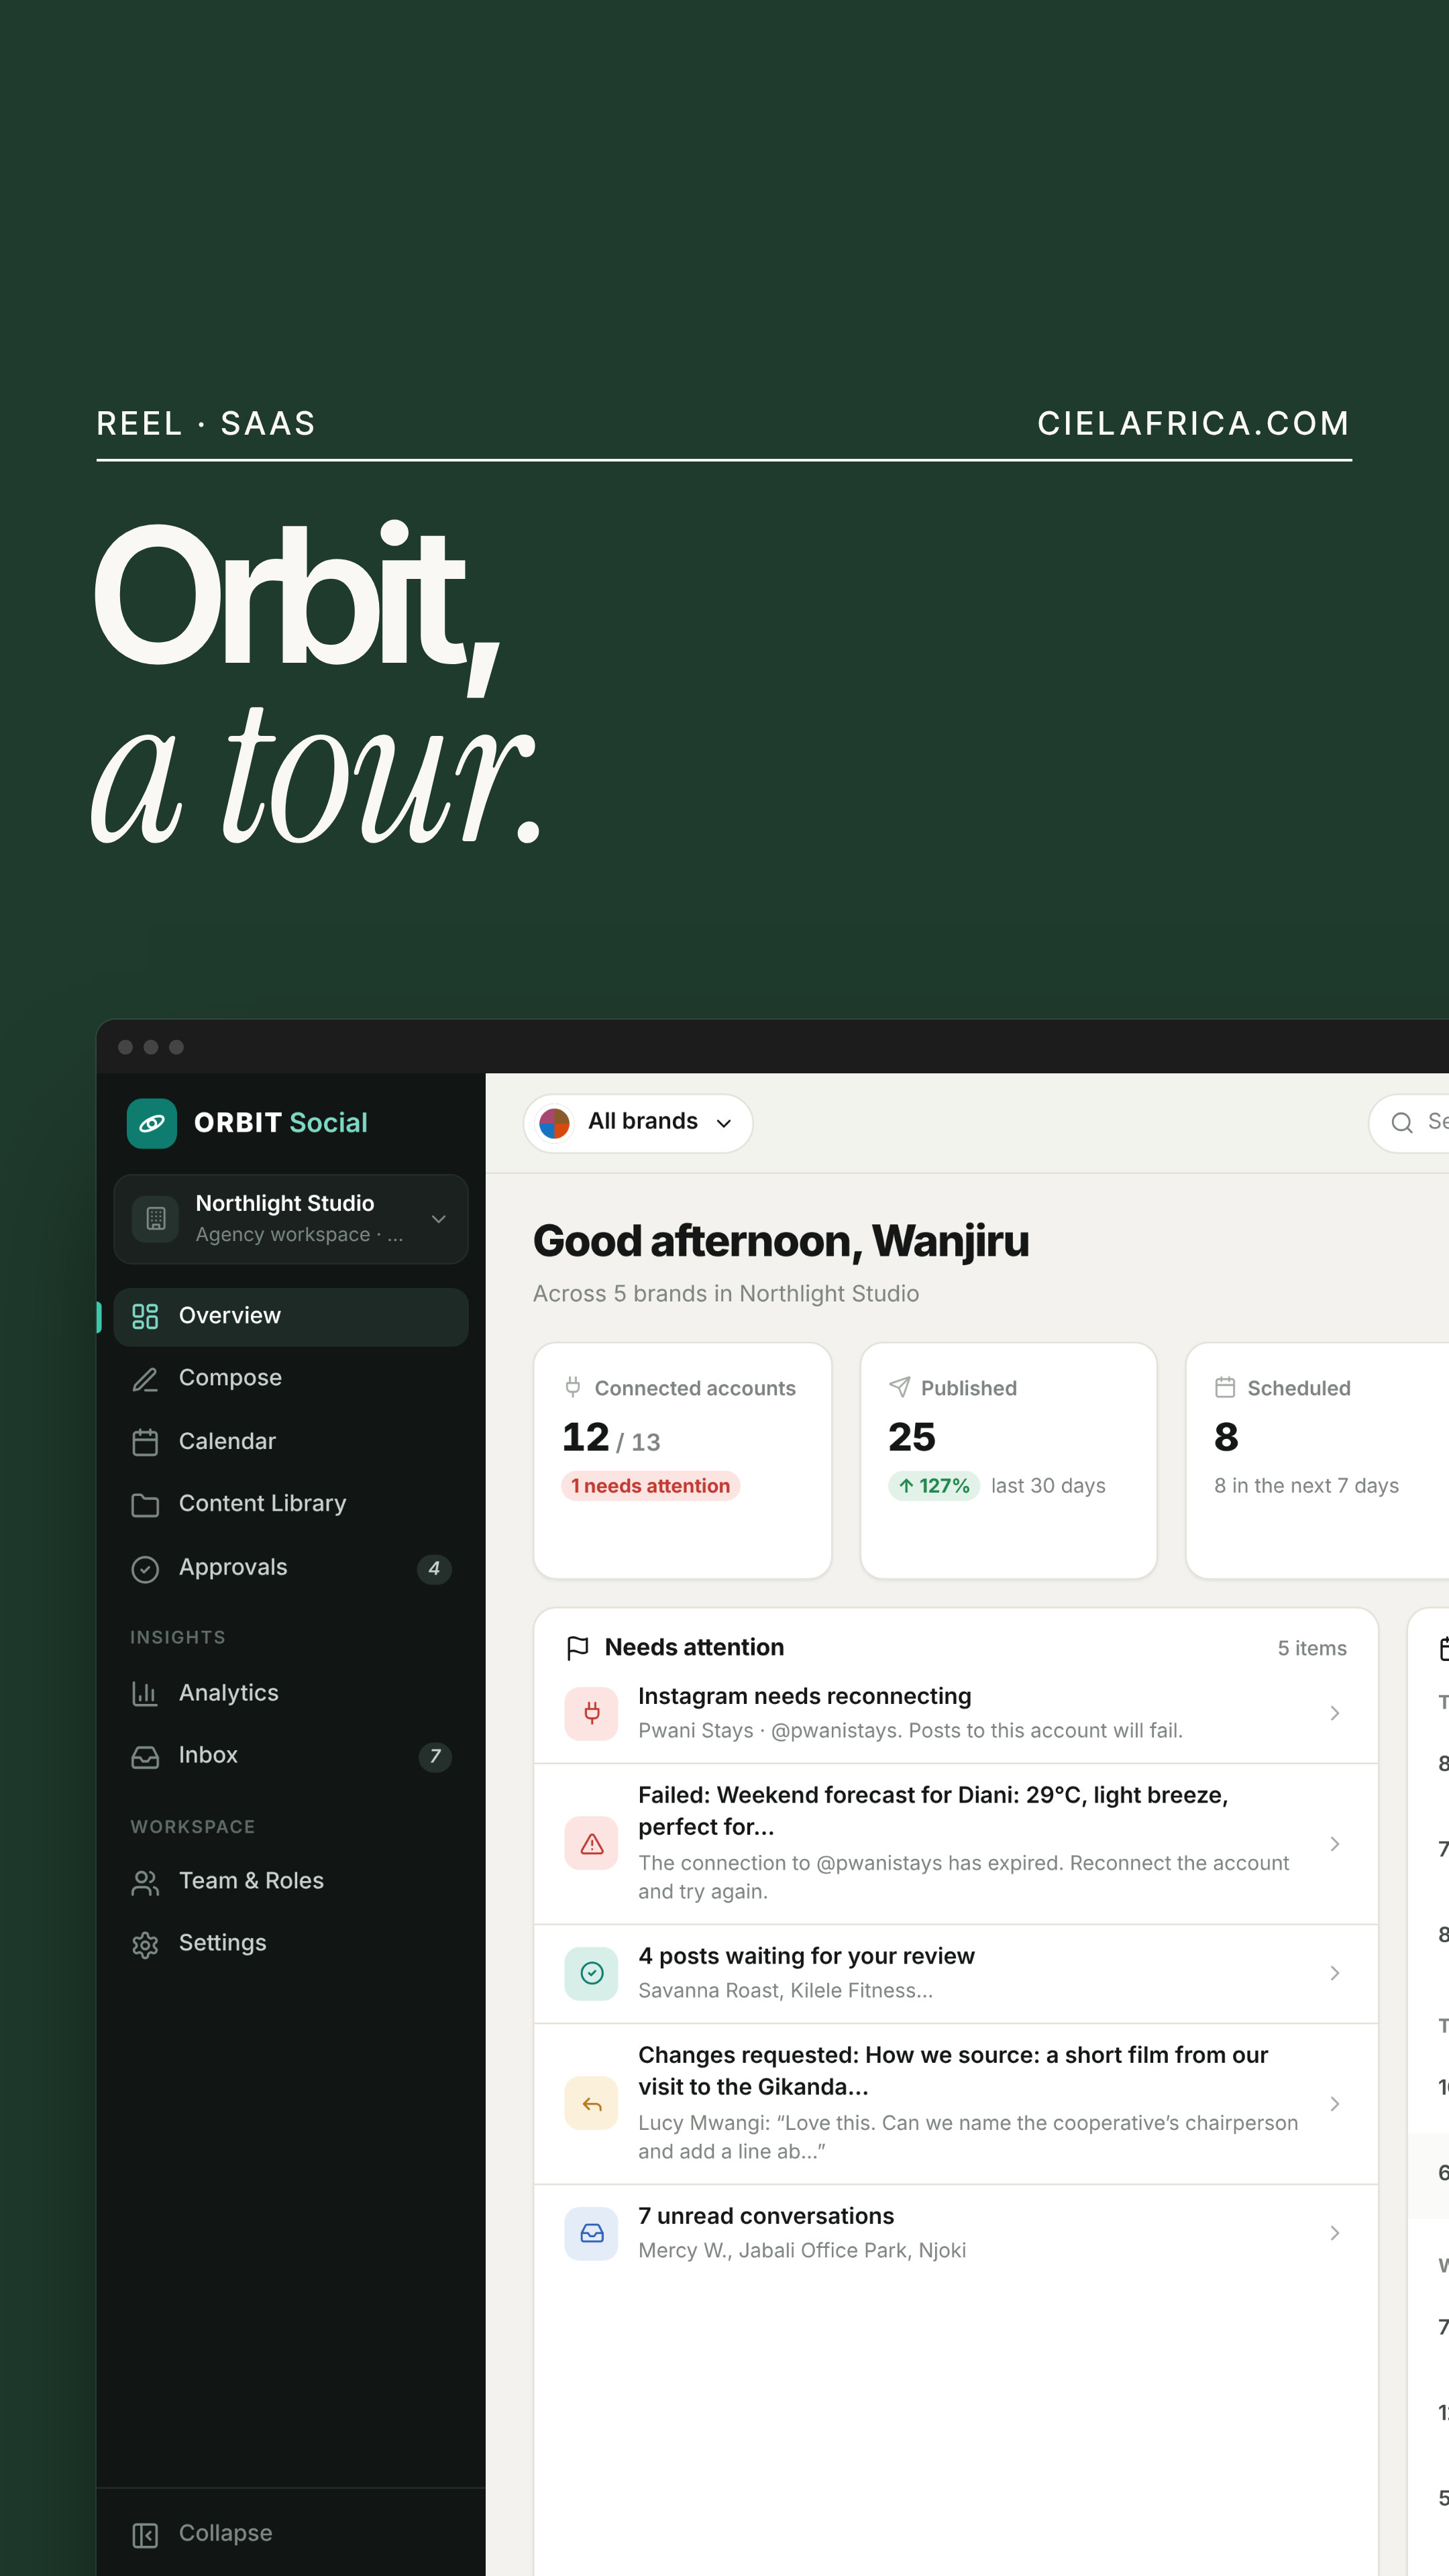 REEL · SAAS
CIELAFRICA.COM
Orbit,
a tour.
ORBIT Social
Northlight Studio
Agency workspace · ...
Overview
Compose
Calendar
Content Library
Approvals
4
INSIGHTS
Analytics
Inbox
7
WORKSPACE
Team & Roles
Settings
Collapse
All brands
Good afternoon, Wanjiru
Across 5 brands in Northlight Studio
Connected accounts
12 / 13
1 needs attention
Published
25
↑ 127% last 30 days
Scheduled
8
8 in the next 7 days
Needs attention
5 items
Instagram needs reconnecting
Pwani Stays · @pwanistays. Posts to this account will fail.
Failed: Weekend forecast for Diani: 29°C, light breeze,
perfect for...
The connection to @pwanistays has expired. Reconnect the account
and try again.
4 posts waiting for your review
Savanna Roast, Kilele Fitness...
Changes requested: How we source: a short film from our
visit to the Gikanda...
Lucy Mwangi: “Love this. Can we name the cooperative’s chairperson
and add a line ab...”
7 unread conversations
Mercy W., Jabali Office Park, Njoki